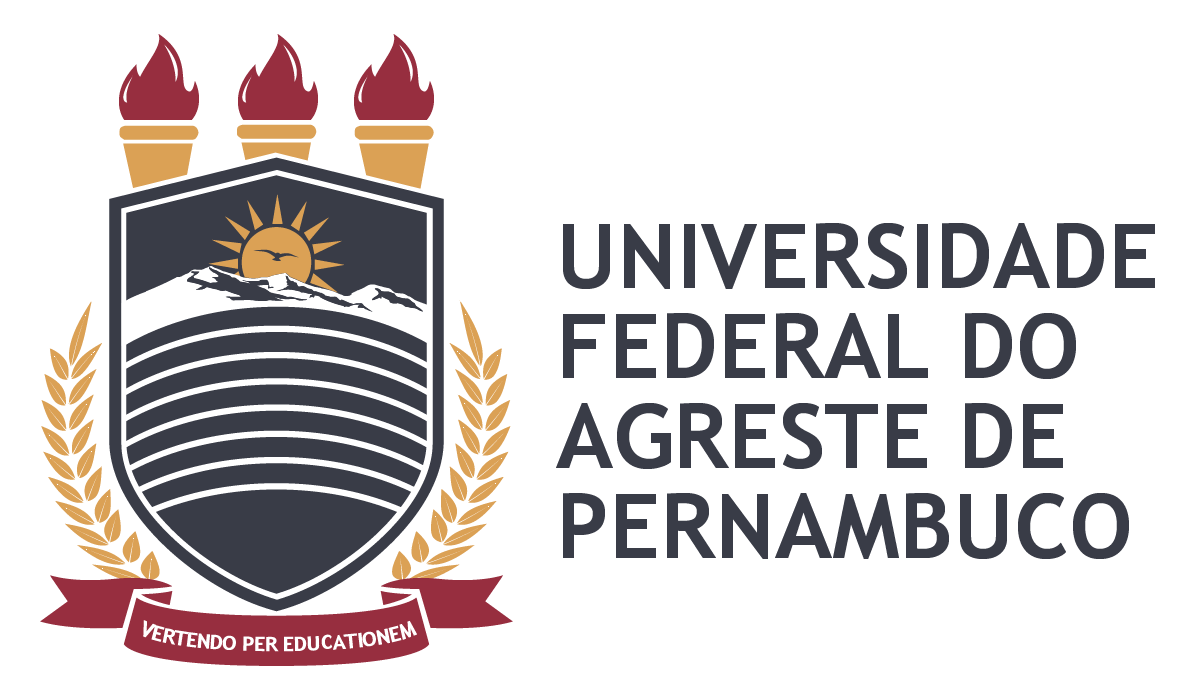 UNIVERSIDADE
FEDERAL DO
AGRESTE DE
PERNAMBUCO
VERTENDO PER EDUCATIONEM